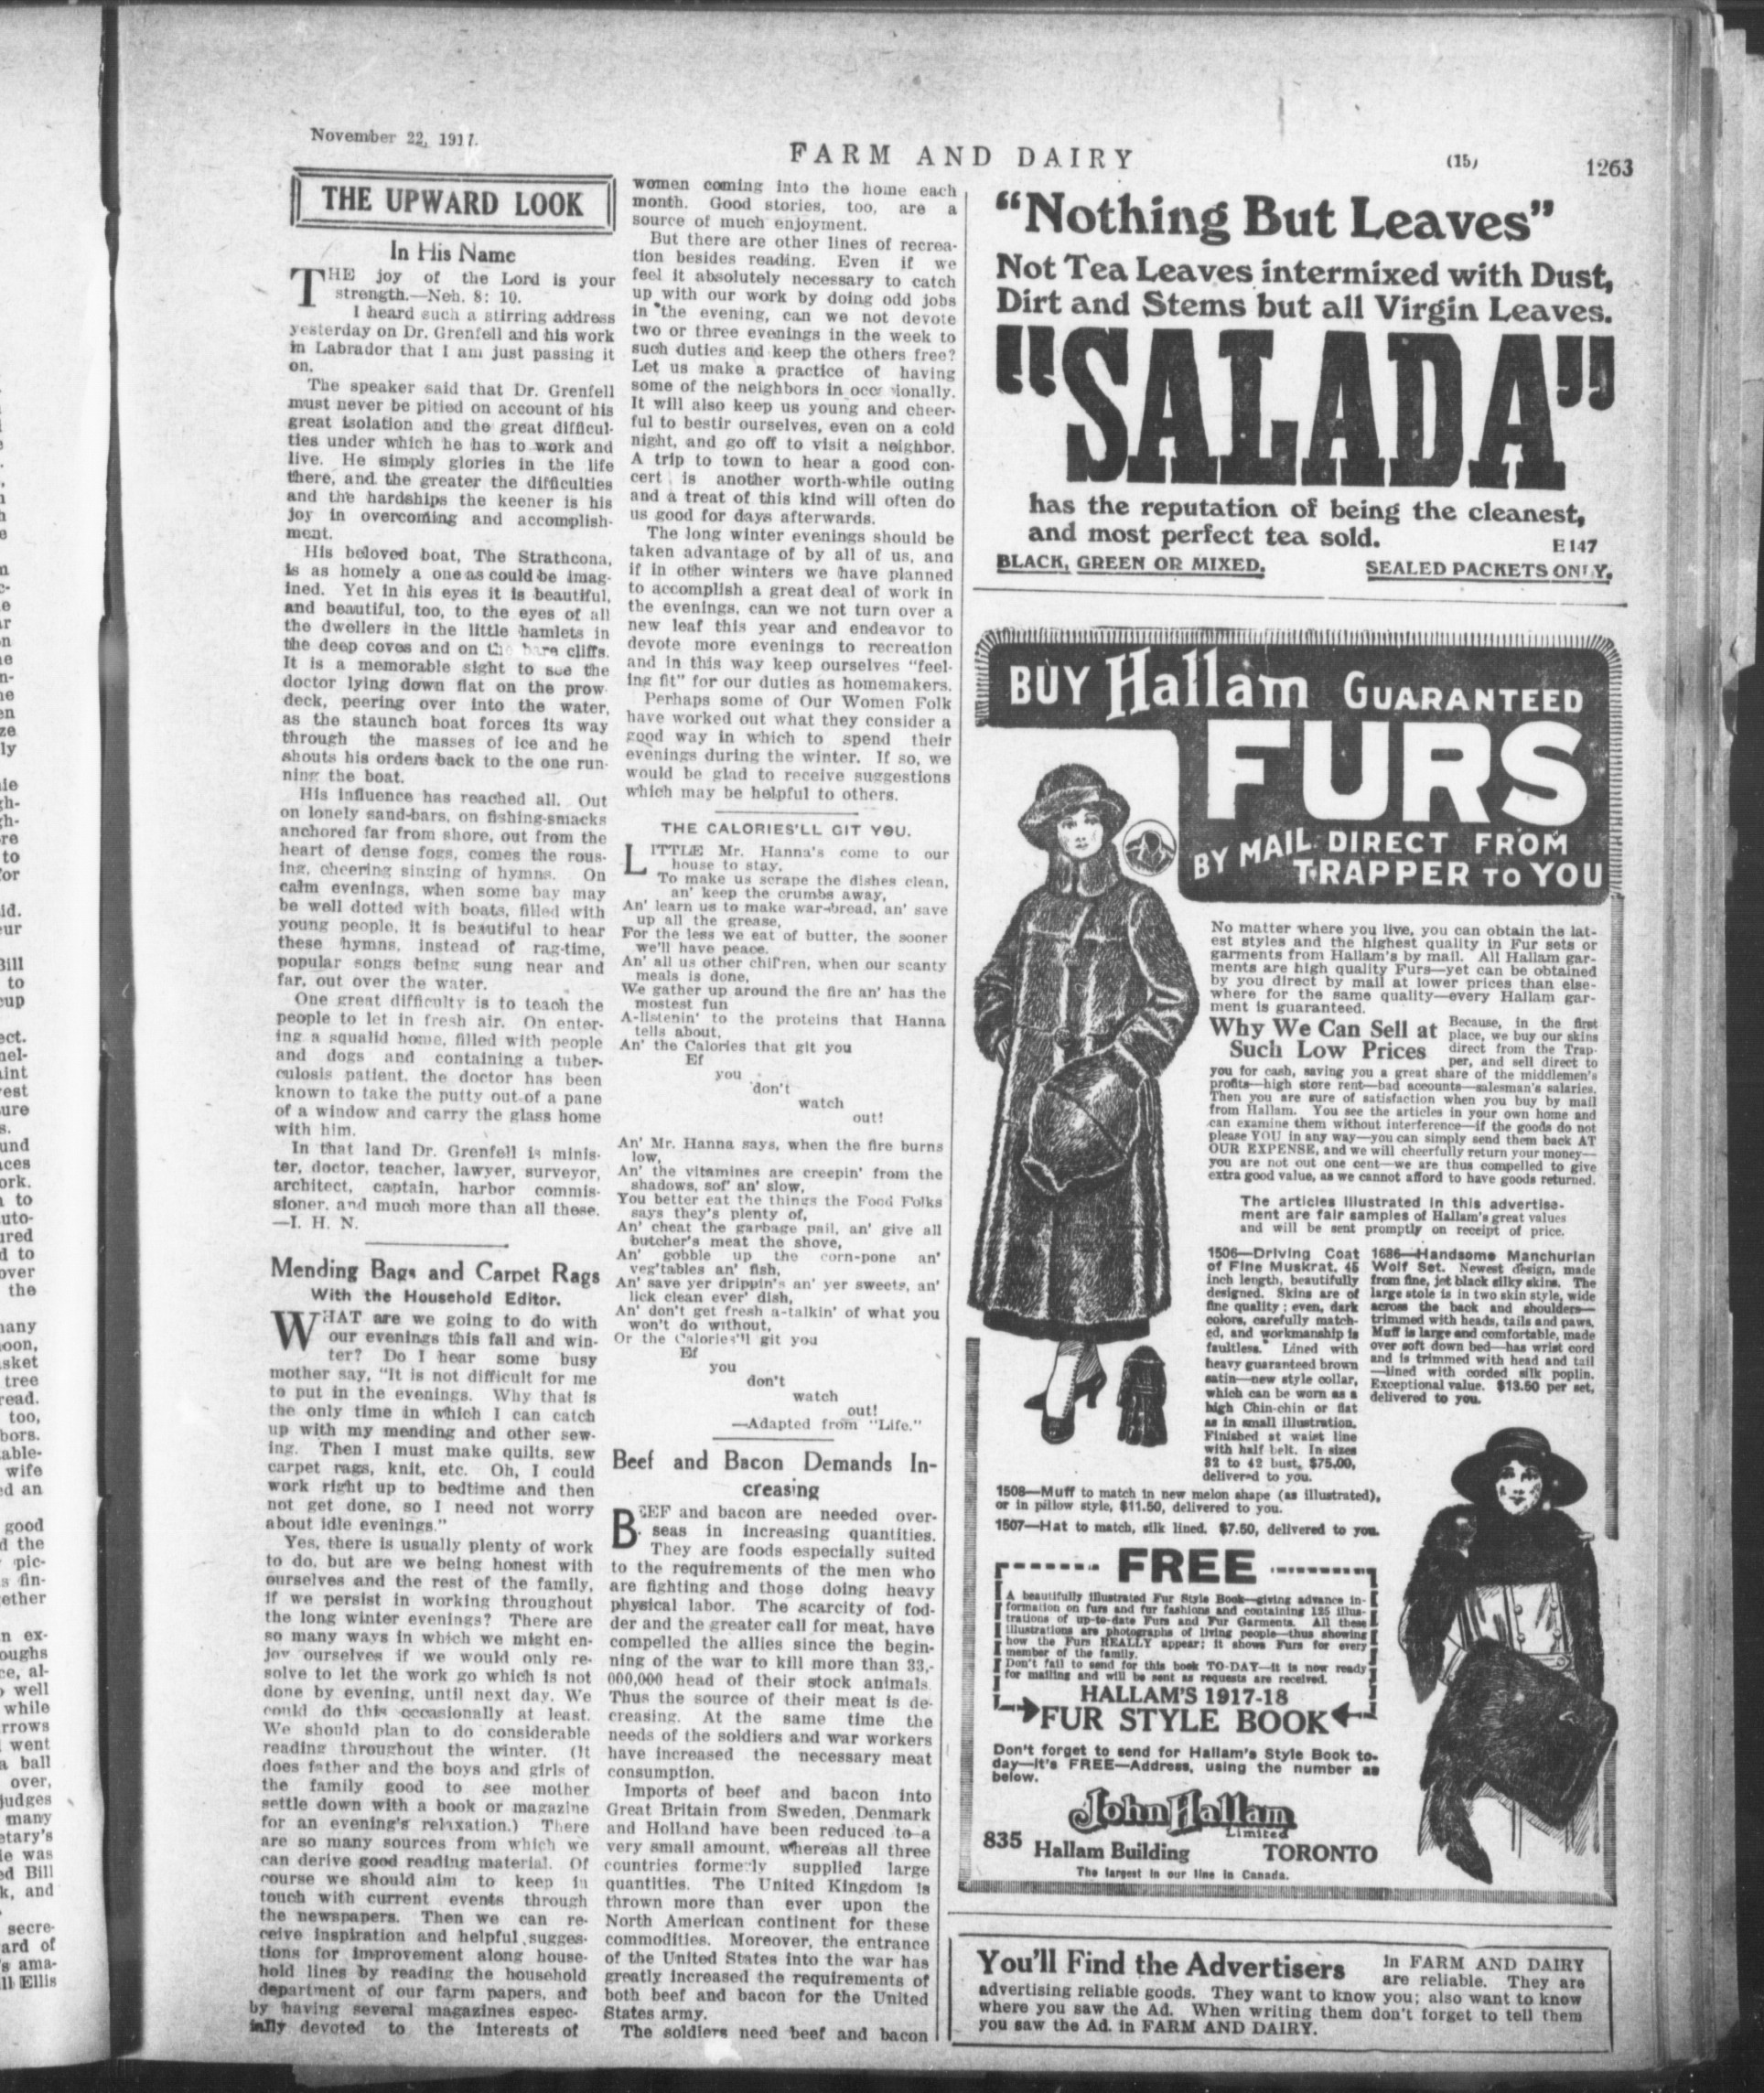 November 22, 1917.
FARM AND DAIRY
(15)
1263
THE UPWARD LOOK
In His Name
THE joy of the Lord is your
strength.—Neh. 8: 10.
I heard such a stirring address
yesterday on Dr. Grenfell and his work
in Labrador that I am just passing it
on.
The speaker said that Dr. Grenfell
must never be pitied on account of his
great isolation and the great difficul-
ties under which he has to work and
live. He simply glories in the life
there, and the greater the difficulties
and the hardships the keener is his
joy in overcoming and accomplish-
ment.
His beloved boat, The Strathcona,
is as homely a one as could be imag-
ined. Yet in his eyes it is beautiful,
and beautiful, too, to the eyes of all
the dwellers in the little hamlets in
the deep coves and on the bare cliffs.
It is a memorable sight to see the
doctor lying down flat on the prow
deck, peering over into the water,
as the staunch boat forces its way
through the masses of ice and he
shouts his orders back to the one run-
ning the boat.
His influence has reached all. Out
on lonely sand-bars, on fishing-smacks
anchored far from shore, out from the
heart of dense fogs, comes the rous-
ing, cheering singing of hymns. On
calm evenings, when some bay may
be well dotted with boats, filled with
young people, it is beautiful to hear
these hymns, instead of rag-time,
popular songs being sung near and
far, out over the water.
One great difficulty is to teach the
people to let in fresh air. On enter-
ing a squalid home, filled with people
and dogs and containing a tuber-
culosis patient, the doctor has been
known to take the putty out of a pane
of a window and carry the glass home
with him.
In that land Dr. Grenfell is minis-
ter, doctor, teacher, lawyer, surveyor,
architect, captain, harbor commis-
sioner, and much more than all these.
—I. H. N.
Mending Bags and Carpet Rags
With the Household Editor.
WHAT are we going to do with
our evenings this fall and win-
ter? Do I hear some busy
mother say, "It is not difficult for me
to put in the evenings. Why that is
the only time in which I can catch
up with my mending and other sew-
ing. Then I must make quilts, sew
carpet rags, knit, etc. Oh, I could
work right up to bedtime and then
not get done, so I need not worry
about idle evenings."
Yes, there is usually plenty of work
to do, but are we being honest with
ourselves and the rest of the family,
if we persist in working throughout
the long winter evenings? There are
so many ways in which we might en-
joy ourselves if we would only re-
solve to let the work go which is not
done by evening, until next day. We
could do this occasionally at least.
We should plan to do considerable
reading throughout the winter. (It
does father and the boys and girls of
the family good to see mother
settle down with a book or magazine
for an evening's relaxation.) There
are so many sources from which we
can derive good reading material. Of
course we should aim to keep in
touch with current events through
the newspapers. Then we can re-
ceive inspiration and helpful sugges-
tions for improvement along house-
hold lines by reading the household
department of our farm papers, and
by having several magazines espec-
ially devoted to the interests of
women coming into the home each
month. Good stories, too, are a
source of much enjoyment.
But there are other lines of recrea-
tion besides reading. Even if we
feel it absolutely necessary to catch
up with our work by doing odd jobs
in the evening, can we not devote
two or three evenings in the week to
such duties and keep the others free?
Let us make a practice of having
some of the neighbors in occasionally.
It will also keep us young and cheer-
ful to bestir ourselves, even on a cold
night, and go off to visit a neighbor.
A trip to town to hear a good con-
cert is another worth-while outing
and a treat of this kind will often do
us good for days afterwards.
The long winter evenings should be
taken advantage of by all of us, and
if in other winters we have planned
to accomplish a great deal of work in
the evenings, can we not turn over a
new leaf this year and endeavor to
devote more evenings to recreation
and in this way keep ourselves "feel-
ing fit" for our duties as homemakers.
Perhaps some of Our Women Folk
have worked out what they consider a
good way in which to spend their
evenings during the winter. If so, we
would be glad to receive suggestions
which may be helpful to others.
THE CALORIES'LL GIT YOU.
LITTLE Mr. Hanna's come to our
house to stay,
To make us scrape the dishes clean,
an' keep the crumbs away,
An' learn us to make war-bread, an' save
up all the grease,
For the less we eat of butter, the sooner
we'll have peace.
An' all us other chil'ren, when our scanty
meals is done,
We gather up around the fire an' has the
mostest fun
A-listenin' to the proteins that Hanna
tells about,
An' the Calories that git you
Ef
you
don't
watch
out!
An' Mr. Hanna says, when the fire burns
low,
An' the vitamines are creepin' from the
shadows, sof' an' slow,
You better eat the things the Food Folks
says they's plenty of,
An' cheat the garbage pail, an' give all
butcher's meat the shove,
An' gobble up the corn-pone an'
veg'tables an' fish,
An' save yer drippin's an' yer sweets, an'
lick clean ever' dish,
An' don't get fresh a-talkin' of what you
won't do without,
Or the Calories'll git you
Ef
you
don't
watch
out!
—Adapted from "Life."
Beef and Bacon Demands In-
creasing
BEEF and bacon are needed over-
seas in increasing quantities.
They are foods especially suited
to the requirements of the men who
are fighting and those doing heavy
physical labor. The scarcity of fod-
der and the greater call for meat, have
compelled the allies since the begin-
ning of the war to kill more than 33,-
000,000 head of their stock animals.
Thus the source of their meat is de-
creasing. At the same time the
needs of the soldiers and war workers
have increased the necessary meat
consumption.
Imports of beef and bacon into
Great Britain from Sweden, Denmark
and Holland have been reduced to a
very small amount, whereas all three
countries formerly supplied large
quantities. The United Kingdom is
thrown more than ever upon the
North American continent for these
commodities. Moreover, the entrance
of the United States into the war has
greatly increased the requirements of
both beef and bacon for the United
States army.
The soldiers need beef and bacon
"Nothing But Leaves"
Not Tea Leaves intermixed with Dust,
Dirt and Stems but all Virgin Leaves.
"SALADA"
has the reputation of being the cleanest,
and most perfect tea sold.
E 147
BLACK, GREEN OR MIXED.
SEALED PACKETS ONLY.
BUY Hallam GUARANTEED
FURS
BY MAIL DIRECT FROM
TRAPPER TO YOU
No matter where you live, you can obtain the lat-
est styles and the highest quality in Fur sets or
garments from Hallam's by mail. All Hallam gar-
ments are high quality Furs—yet can be obtained
by you direct by mail at lower prices than else-
where for the same quality—every Hallam gar-
ment is guaranteed.
Why We Can Sell at
Such Low Prices
Because, in the first
place, we buy our skins
direct from the Trap-
per, and sell direct to
you for cash, saving you a great share of the middlemen's
profits—high store rent—bad accounts—salesman's salaries.
Then you are sure of satisfaction when you buy by mail
from Hallam. You see the articles in your own home and
can examine them without interference—if the goods do not
please YOU in any way—you can simply send them back AT
OUR EXPENSE, and we will cheerfully return your money—
you are not out one cent—we are thus compelled to give
extra good value, as we cannot afford to have goods returned.
The articles illustrated in this advertise-
ment are fair samples of Hallam's great values
and will be sent promptly on receipt of price.
1506—Driving Coat
of Fine Muskrat. 45
inch length, beautifully
designed. Skins are of
fine quality; even, dark
colors, carefully match-
ed, and workmanship is
faultless. Lined with
heavy guaranteed brown
satin—new style collar,
which can be worn as a
high Chin-chin or flat
as in small illustration.
Finished at waist line
with half belt. In sizes
32 to 42 bust, $75.00,
delivered to you.
1686—Handsome Manchurian
Wolf Set. Newest design, made
from fine, jet black silky skins. The
large stole is in two skin style, wide
across the back and shoulders—
trimmed with heads, tails and paws.
Muff is large and comfortable, made
over soft down bed—has wrist cord
and is trimmed with head and tail
—lined with corded silk poplin.
Exceptional value. $13.50 per set,
delivered to you.
1508—Muff to match in new melon shape (as illustrated),
or in pillow style, $11.50, delivered to you.
1507—Hat to match, silk lined. $7.50, delivered to you.
FREE
A beautifully illustrated Fur Style Book—giving advance in-
formation on furs and fur fashions and containing 125 illus-
trations of up-to-date Furs and Fur Garments. All these
illustrations are photographs of living people—thus showing
how the Furs REALLY appear; it shows Furs for every
member of the family.
Don't fail to send for this book TO-DAY—it is now ready
for mailing and will be sent as requests are received.
HALLAM'S 1917-18
FUR STYLE BOOK
Don't forget to send for Hallam's Style Book to-
day—it's FREE—Address, using the number as
below.
John Hallam
Limited
835 Hallam Building TORONTO
The largest in our line in Canada.
You'll Find the Advertisers
in FARM AND DAIRY
are reliable. They are
advertising reliable goods. They want to know you; also want to know
where you saw the Ad. When writing them don't forget to tell them
you saw the Ad. in FARM AND DAIRY.